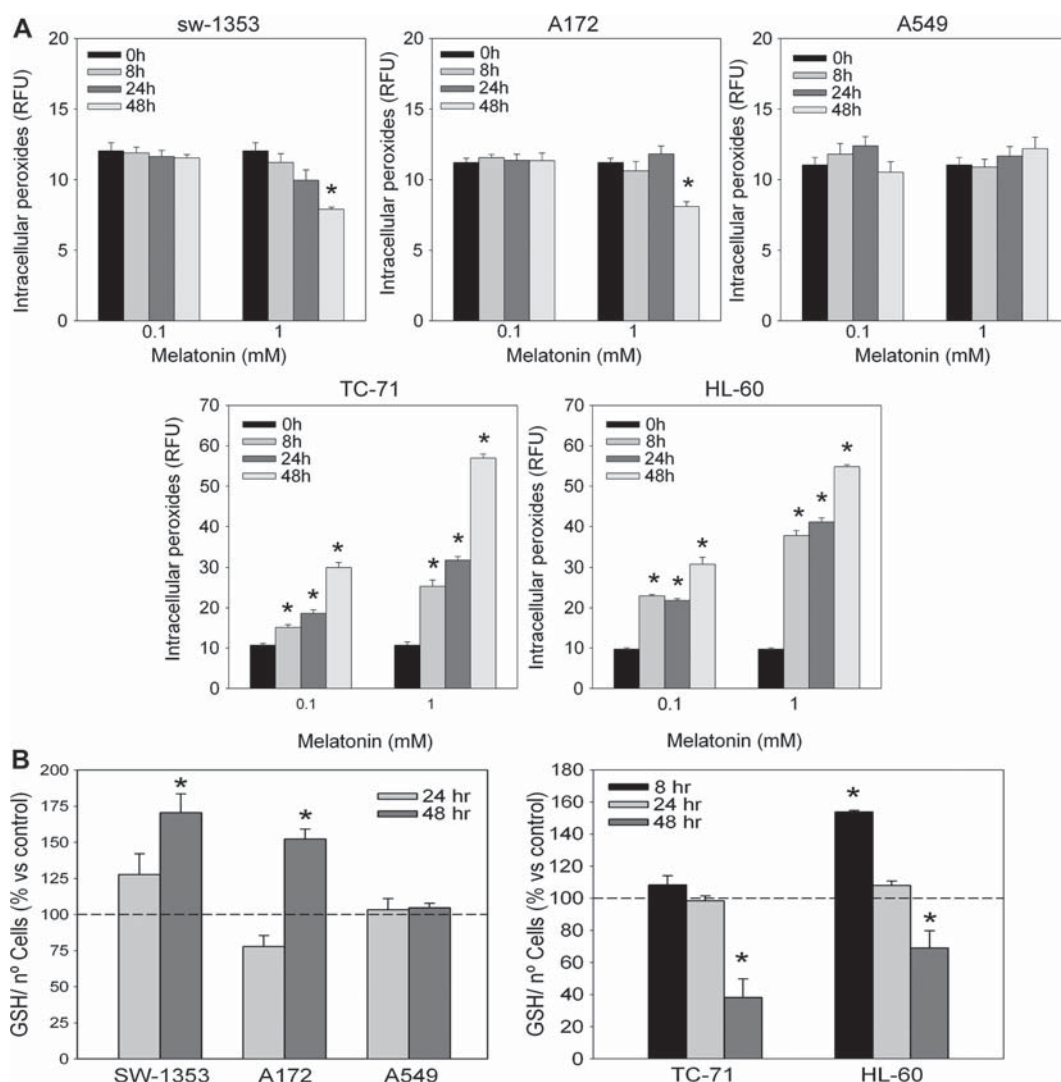 A
sw-1353
A172
A549
Intracellular peroxides (RFU)
20
15
10
5
0
0h
8h
24h
48h
*
0.1
1
Melatonin (mM)
Intracellular peroxides (RFU)
20
15
10
5
0
0h
8h
24h
48h
*
0.1
1
Melatonin (mM)
Intracellular peroxides (RFU)
20
15
10
5
0
0h
8h
24h
48h
0.1
1
Melatonin (mM)
TC-71
HL-60
Intracellular peroxides (RFU)
70
60
50
40
30
20
10
0
0h
8h
24h
48h
* * *
* * *
0.1
1
Melatonin (mM)
Intracellular peroxides (RFU)
70
60
50
40
30
20
10
0
0h
8h
24h
48h
* * *
* * *
0.1
1
Melatonin (mM)
B
GSH/ nº Cells (% vs control)
200
175
150
125
100
75
50
25
0
24 hr
48 hr
*
*
SW-1353
A172
A549
GSH/ nº Cells (% vs control)
180
160
140
120
100
80
60
40
20
0
8 hr
24 hr
48 hr
*
*
*
TC-71
HL-60